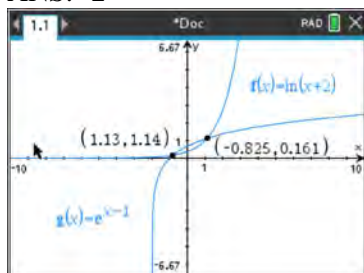 1.1
*Doc
RAD
6.67
y
f(x)=ln(x+2)
(1.13,1.14)
1
x
-10
1
(-0.825,0.161)
10
g(x)=e^x-1
-6.67